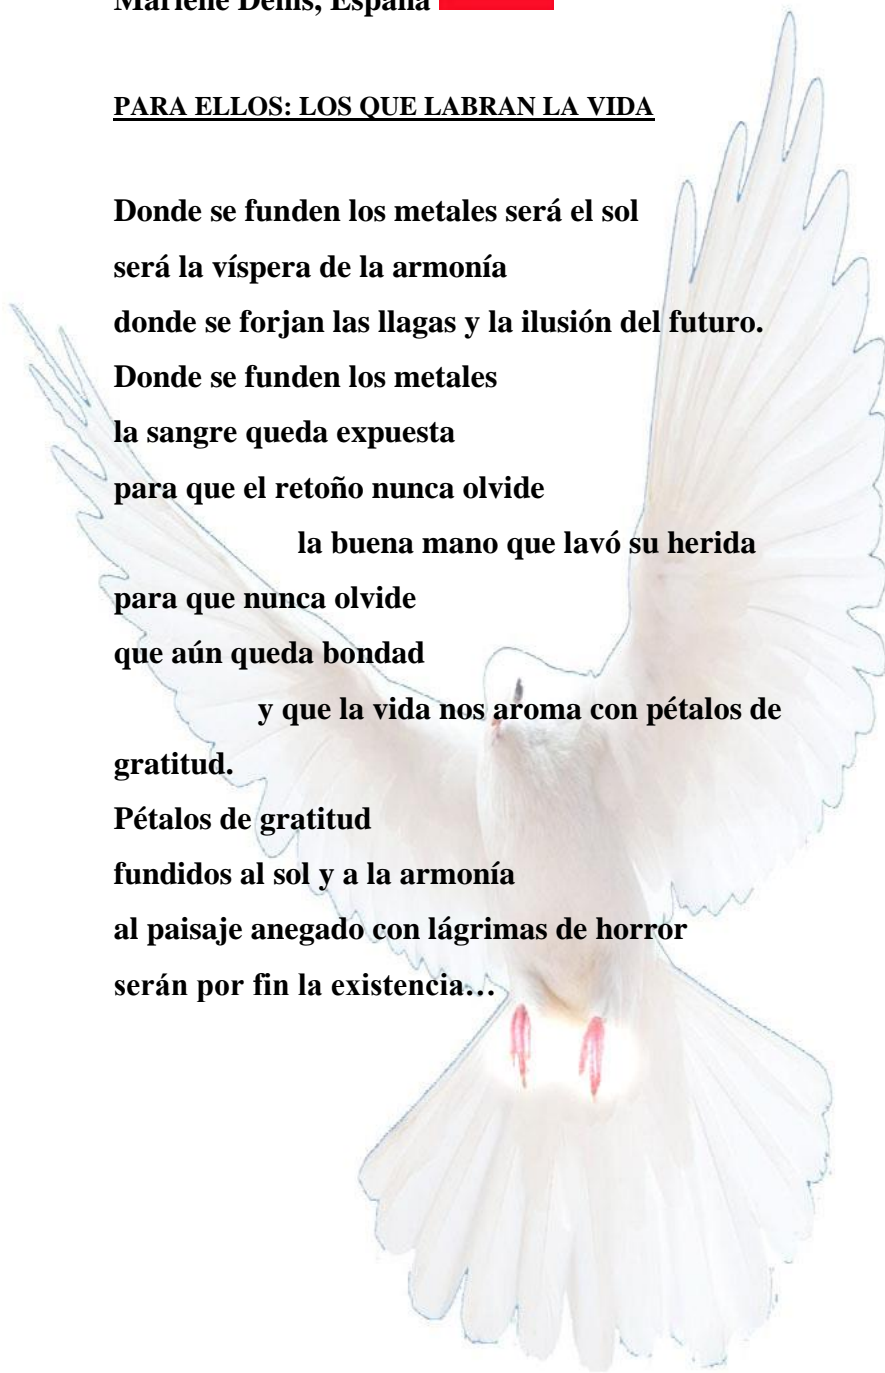 Marlene Denis, España
PARA ELLOS: LOS QUE LABRAN LA VIDA
Donde se funden los metales será el sol
será la víspera de la armonía
donde se forjan las llagas y la ilusión del futuro.
Donde se funden los metales
la sangre queda expuesta
para que el retoño nunca olvide
la buena mano que lavó su herida
para que nunca olvide
que aún queda bondad
y que la vida nos aroma con pétalos de
gratitud.
Pétalos de gratitud
fundidos al sol y a la armonía
al paisaje anegado con lágrimas de horror
serán por fin la existencia…